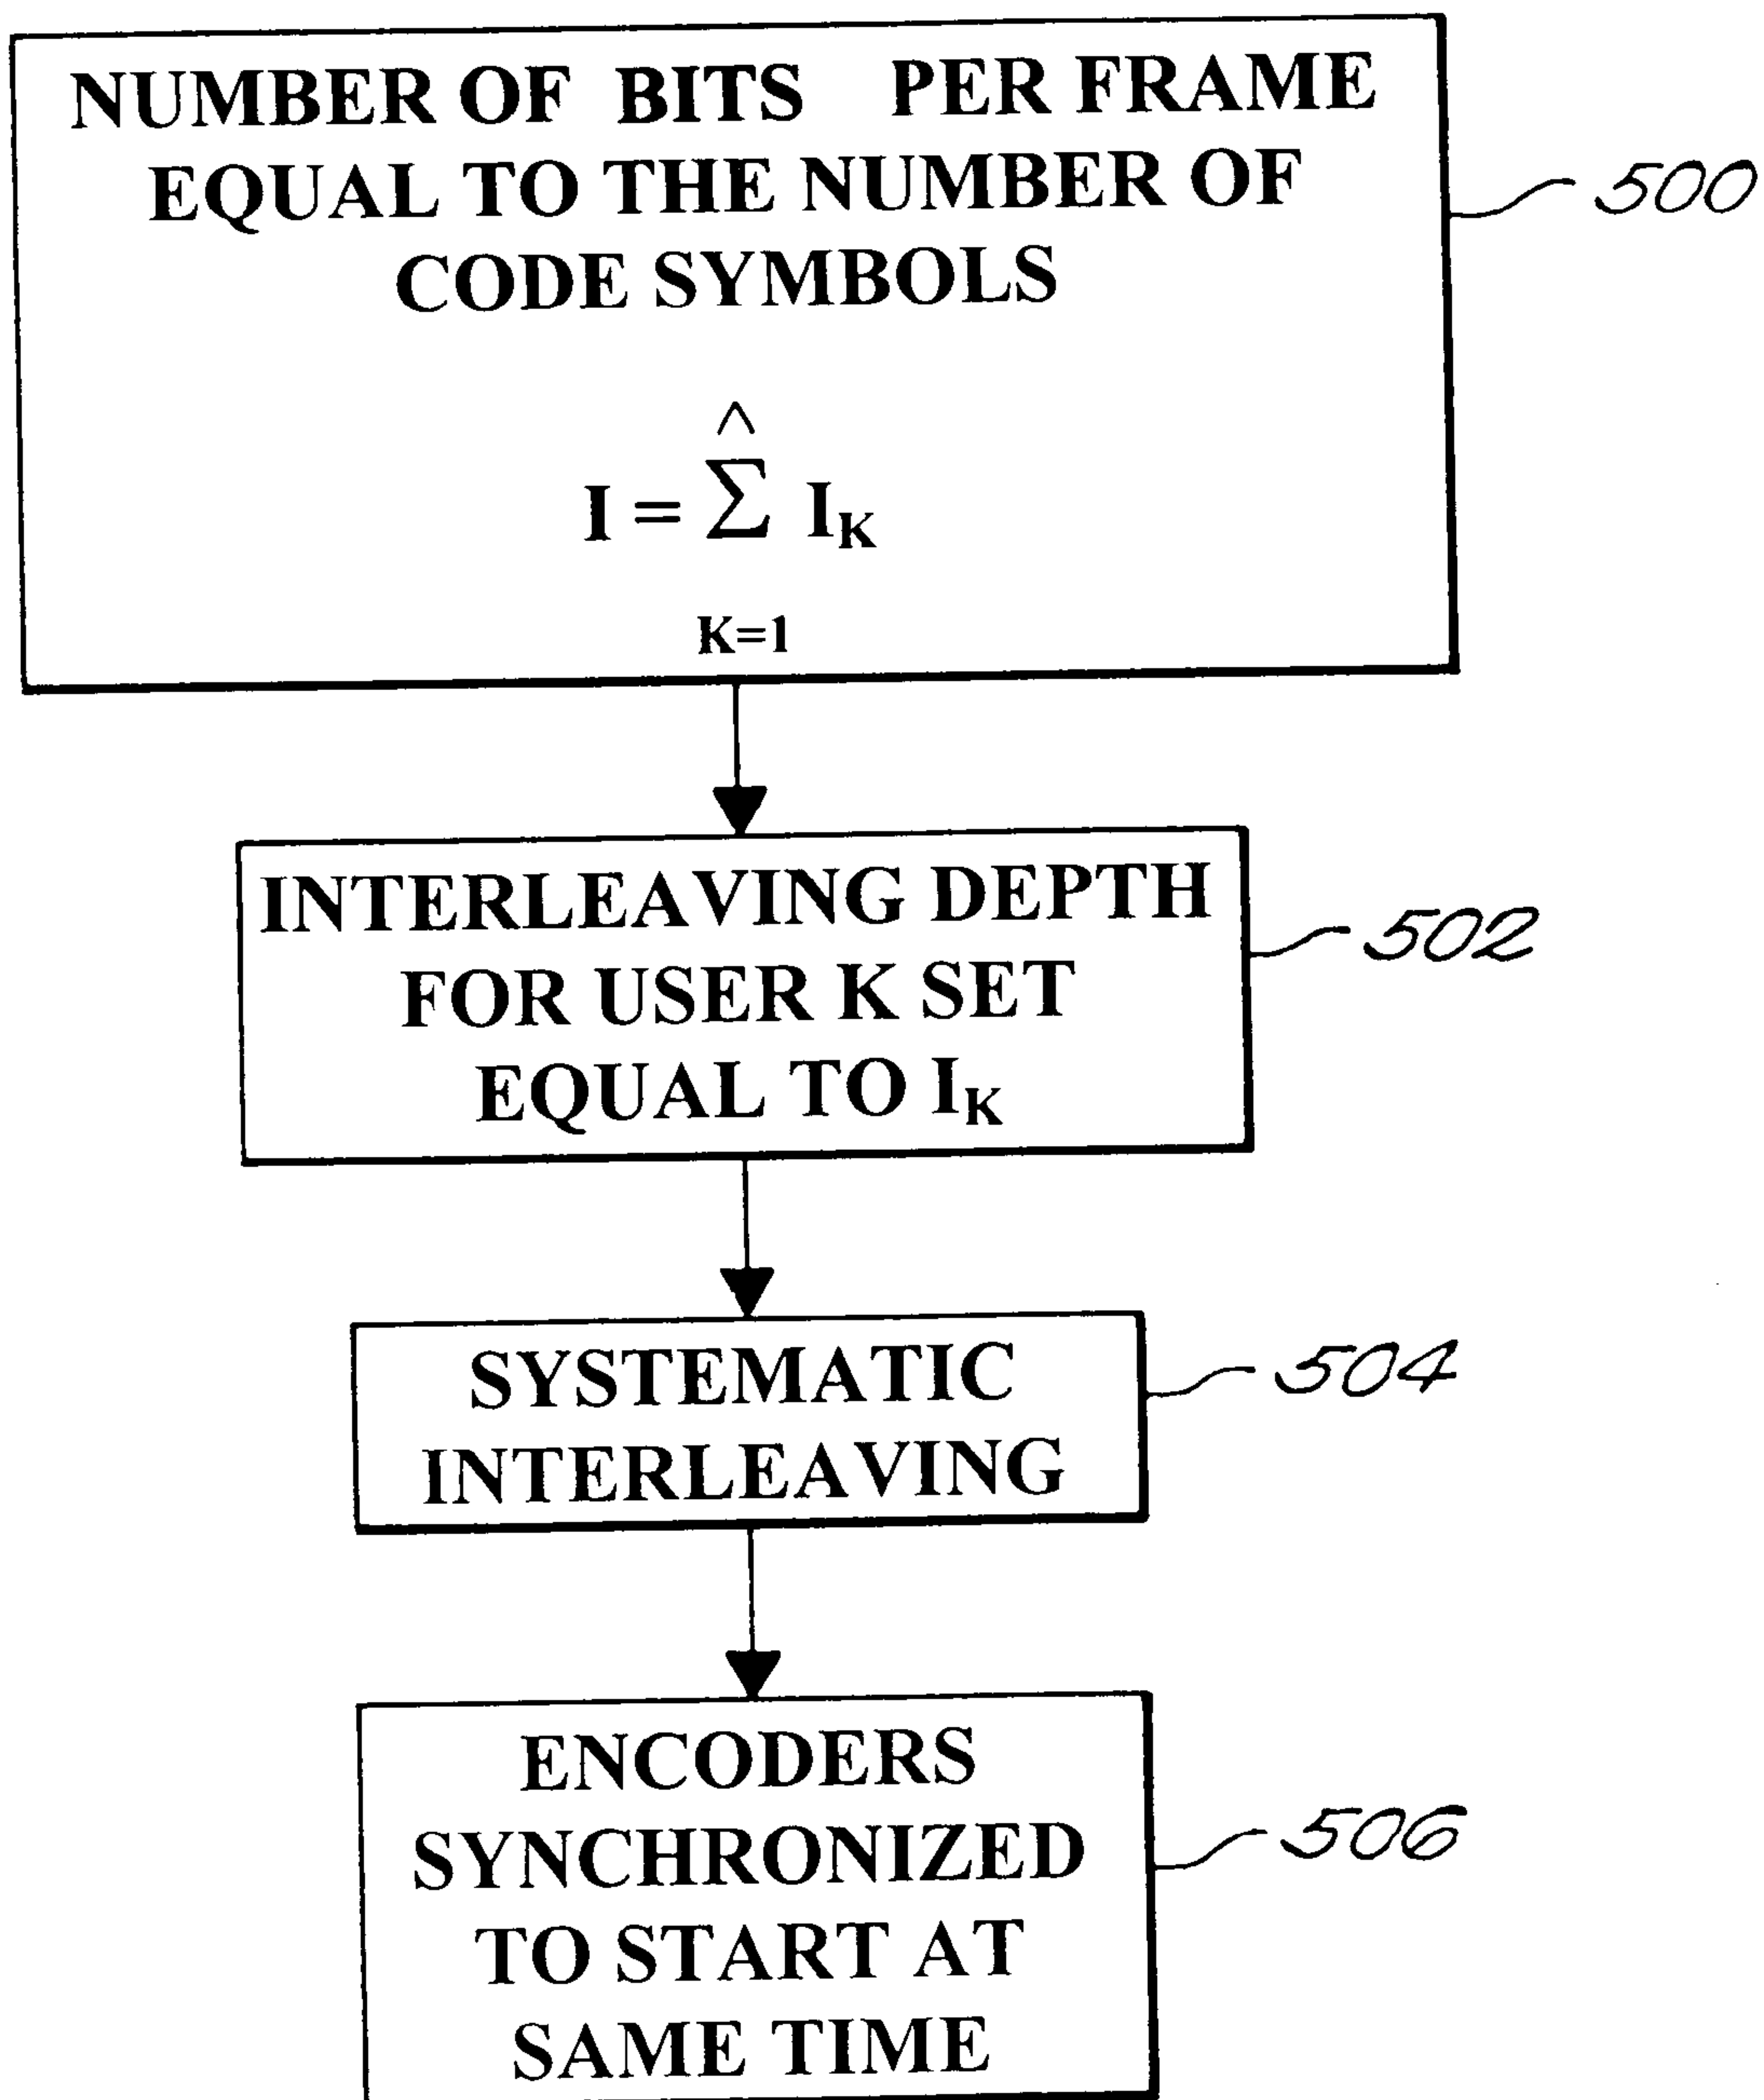 NUMBER OF BITS PER FRAME
EQUAL TO THE NUMBER OF
CODE SYMBOLS
500
^
I = Σ I_K
K=1
INTERLEAVING DEPTH
FOR USER K SET
EQUAL TO I_K
502
SYSTEMATIC
INTERLEAVING
504
ENCODERS
SYNCHRONIZED
TO START AT
SAME TIME
506